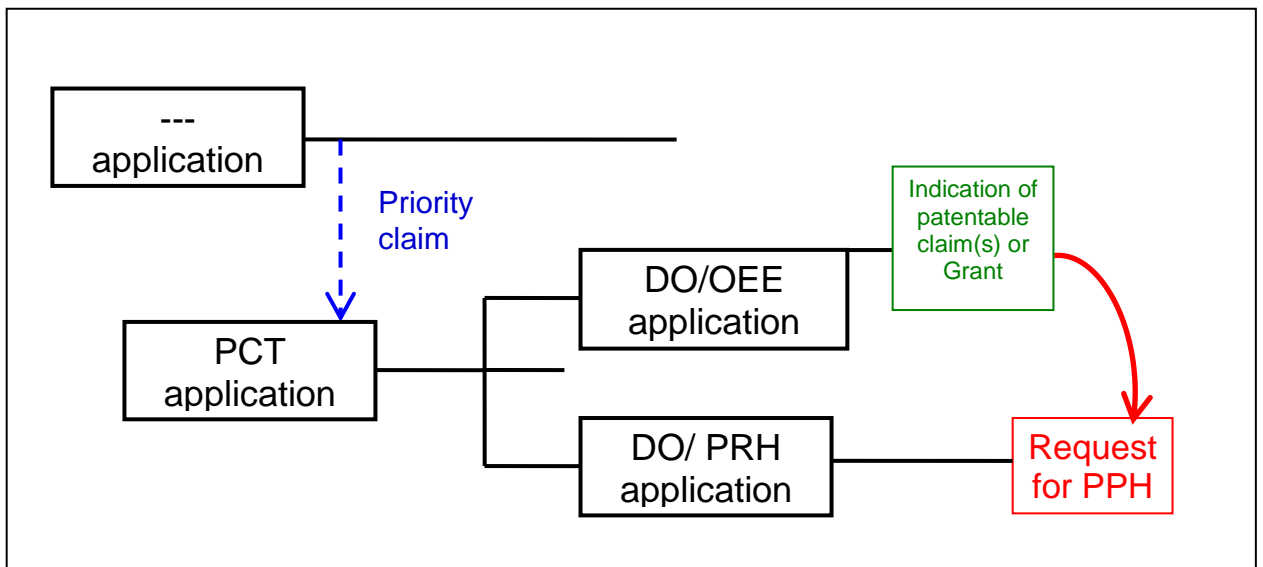 ---
application
Priority
claim
PCT
application
DO/OEE
application
Indication of
patentable
claim(s) or
Grant
DO/ PRH
application
Request
for PPH